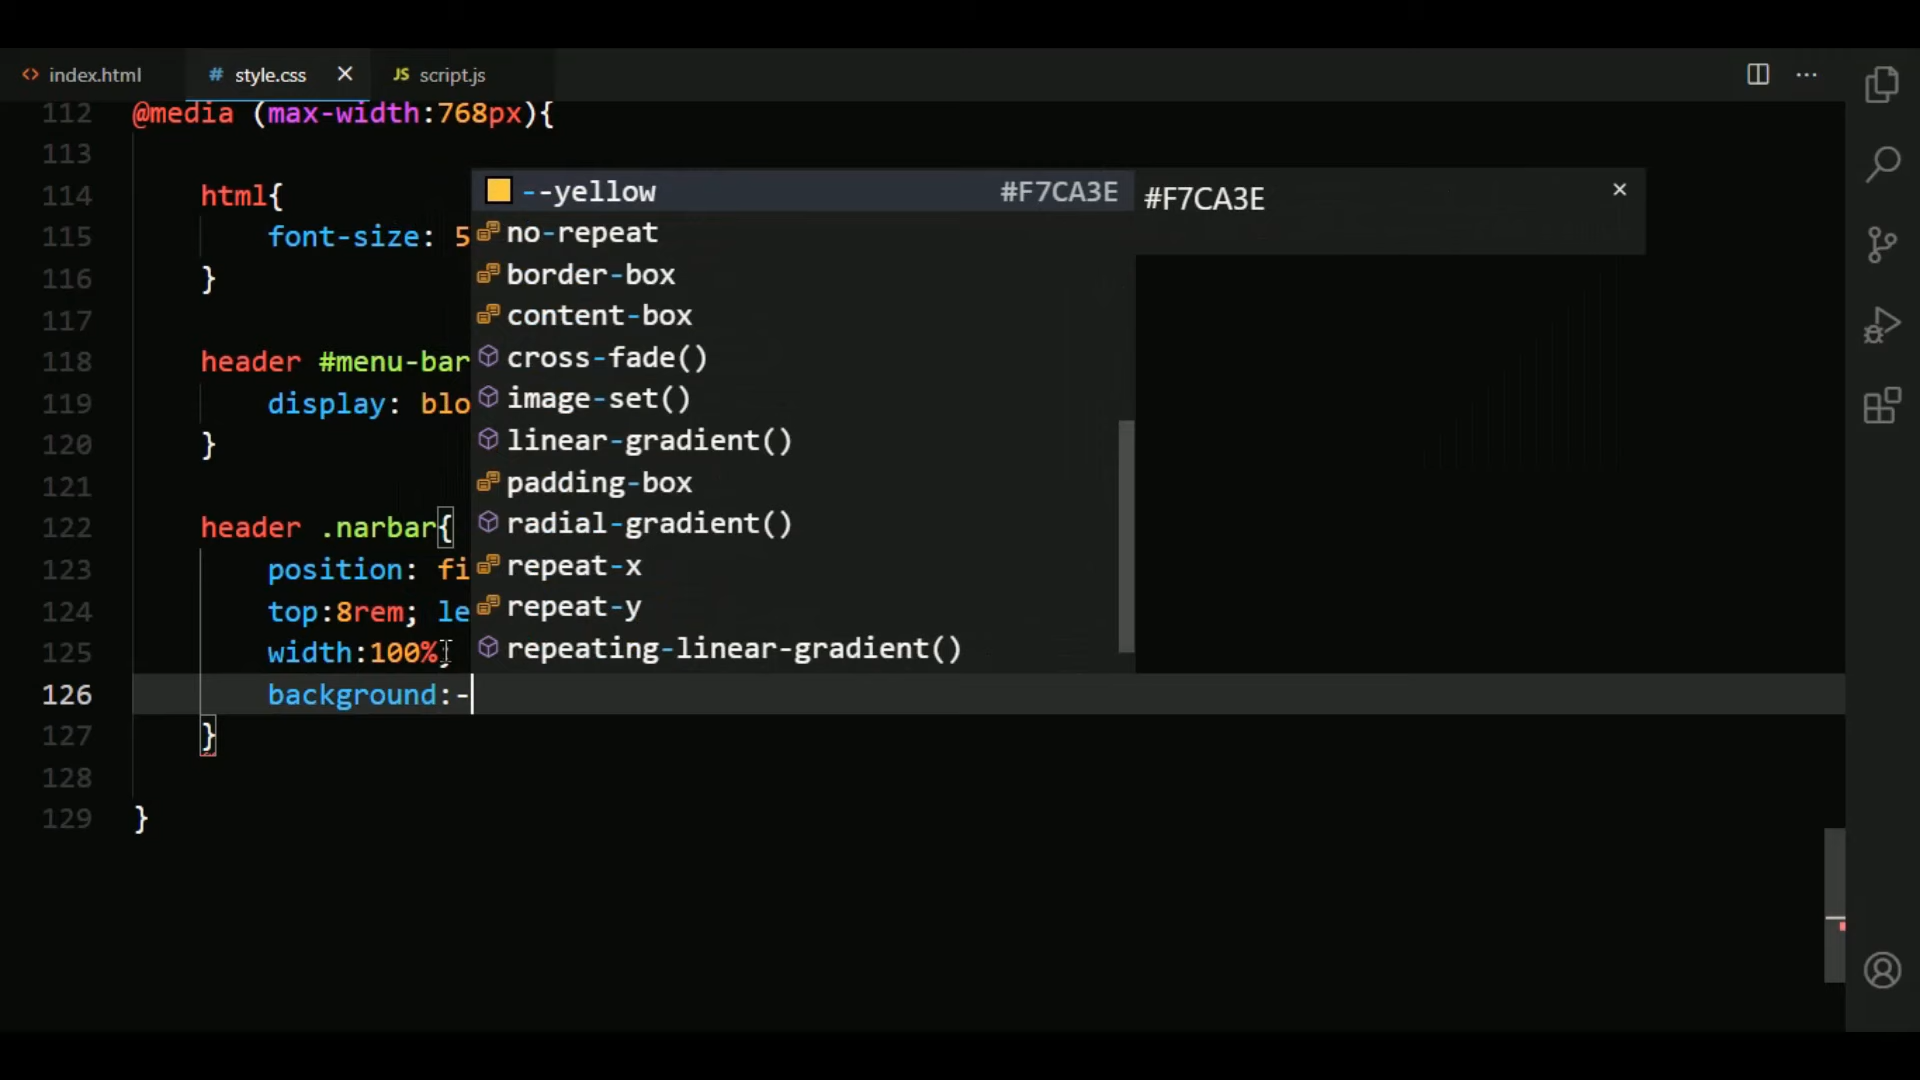 index.html style.css script.js
112 @media (max-width:768px){
113
114 html{
115 font-size: 5
116 }
117
118 header #menu-bar
119 display: blo
120 }
121
122 header .narbar{
123 position: fi
124 top:8rem; le
125 width:100%;
126 background:-
127 }
128
129 }
--yellow #F7CA3E
no-repeat
border-box
content-box
cross-fade()
image-set()
linear-gradient()
padding-box
radial-gradient()
repeat-x
repeat-y
repeating-linear-gradient()
#F7CA3E